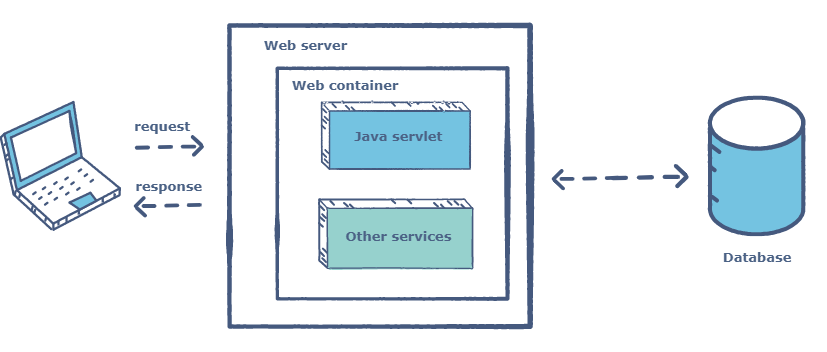 Web server
Web container
request
Java servlet
response
Other services
Database